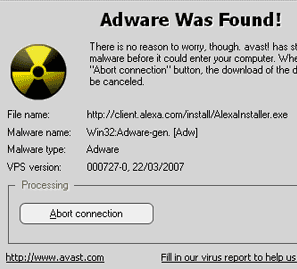 Adware Was Found!
There is no reason to worry, though. avast! has st
malware before it could enter your computer. Whe
"Abort connection" button, the download of the d
be canceled.
File name: http://client.alexa.com/install/AlexaInstaller.exe
Malware name: Win32:Adware-gen. [Adw]
Malware type: Adware
VPS version: 000727-0, 22/03/2007
Processing
Abort connection
http://www.avast.com Fill in our virus report to help us